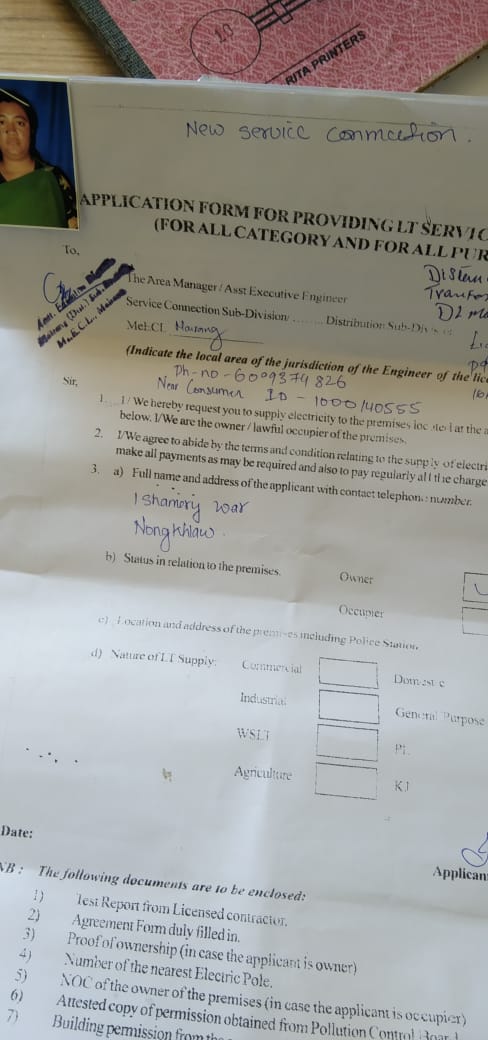 RITA PRINTERS
New service connection.
APPLICATION FORM FOR PROVIDING LT SERVIC
(FOR ALL CATEGORY AND FOR ALL PUR
To,
The Area Manager / Asst Executive Engineer
Service Connection Sub-Division ........ Distribution Sub-Division
MeECL Mairang
(Indicate the local area of the jurisdiction of the Engineer of the lice
Ph-no - 6009374826
Sir,
Near Consumer ID - 1000140555
1. I / We hereby request you to supply electricity to the premises located at the a
below. I/We are the owner / lawful occupier of the premises.
2. I/We agree to abide by the terms and condition relating to the supply of electri
make all payments as may be required and also to pay regularly all the charge
3. a) Full name and address of the applicant with contact telephone number.
Ishamory war
Nongkhlaw.
b) Status in relation to the premises.
Owner
Occupier
c) Location and address of the premises including Police Station
d) Nature of LT Supply:
Commercial
Domestic
Industrial
General Purpose
WSLT
PL
Agriculture
KJ
Date:
Applican
NB : The following documents are to be enclosed:
1) Test Report from Licensed contractor.
2) Agreement Form duly filled in.
3) Proof of ownership (in case the applicant is owner)
4) Number of the nearest Electric Pole.
5) NOC of the owner of the premises (in case the applicant is occupier)
6) Attested copy of permission obtained from Pollution Control Board
7) Building permission from the